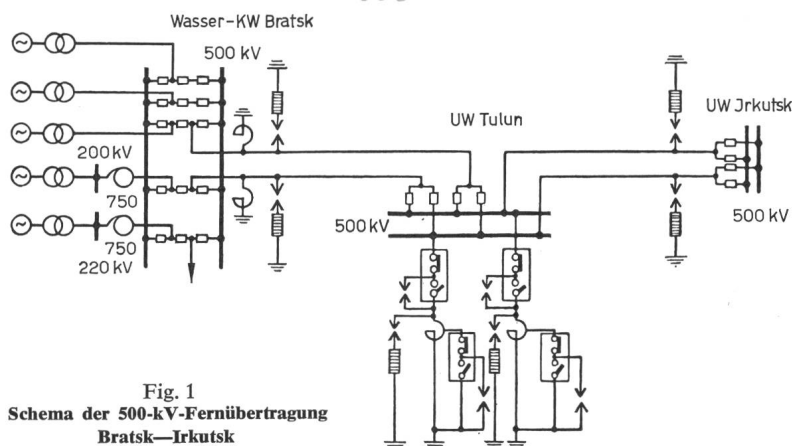 Wasser-KW Bratsk
500 kV
UW Tulun
UW Jrkutsk
200 kV
750
500 kV
500 kV
750
220 kV
Fig. 1
Schema der 500-kV-Fernübertragung
Bratsk—Irkutsk